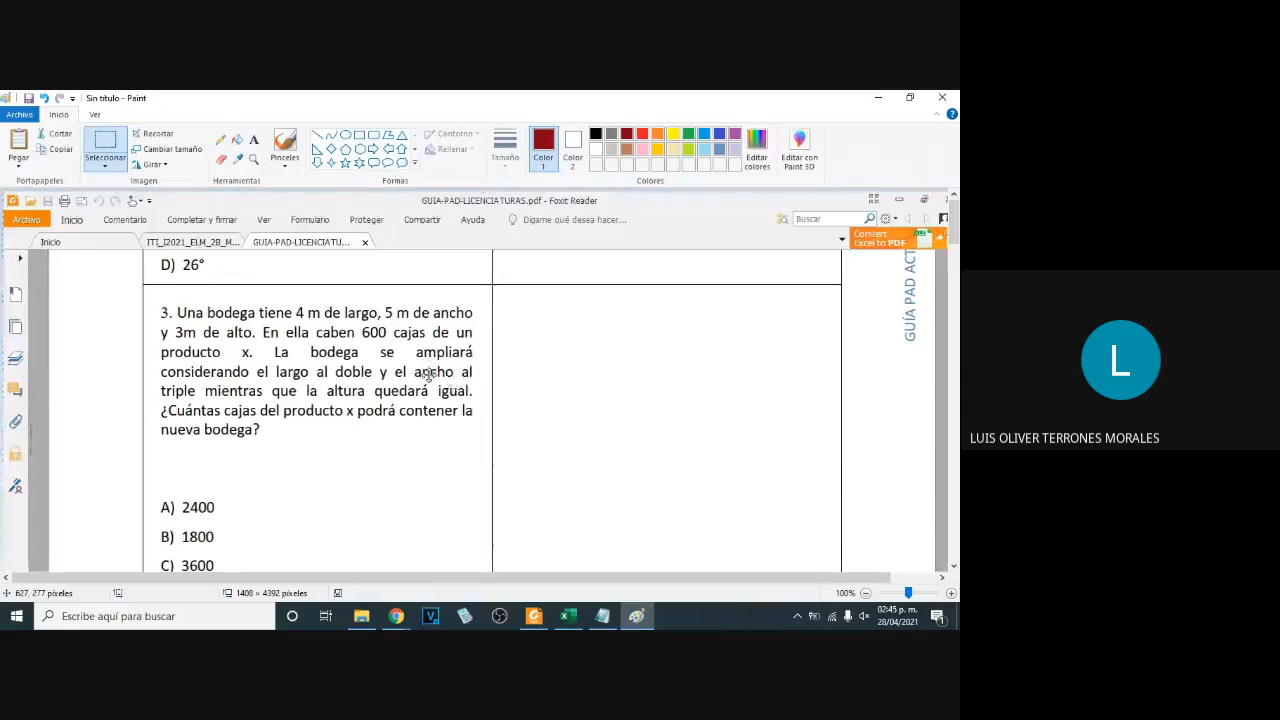 Sin título - Paint
Archivo Inicio Ver
Pegar
Cortar
Copiar
Portapapeles
Seleccionar
Recortar
Cambiar tamaño
Girar
Imagen
A
Herramientas
Pinceles
Contorno
Rellenar
Formas
Tamaño
Color
1
Color
2
Editar
colores
Colores
Editar con
Paint 3D
GUIA-PAD-LICENCIATURAS.pdf - Foxit Reader
Archivo Inicio Comentario Completar y firmar Ver Formulario Proteger Compartir Ayuda Dígame qué desea hacer... Buscar
Inicio ITI_I2021_ELM_2B_M... GUIA-PAD-LICENCIATU...
Convert
Excel to PDF
D) 26°
GUÍA PAD ACT
3. Una bodega tiene 4 m de largo, 5 m de ancho
y 3m de alto. En ella caben 600 cajas de un
producto x. La bodega se ampliará
considerando el largo al doble y el ancho al
triple mientras que la altura quedará igual.
¿Cuántas cajas del producto x podrá contener la
nueva bodega?
A) 2400
B) 1800
C) 3600
627, 277 píxeles 1408 × 4392 píxeles 100%
Escribe aquí para buscar
02:45 p. m.
28/04/2021
1
L
LUIS OLIVER TERRONES MORALES